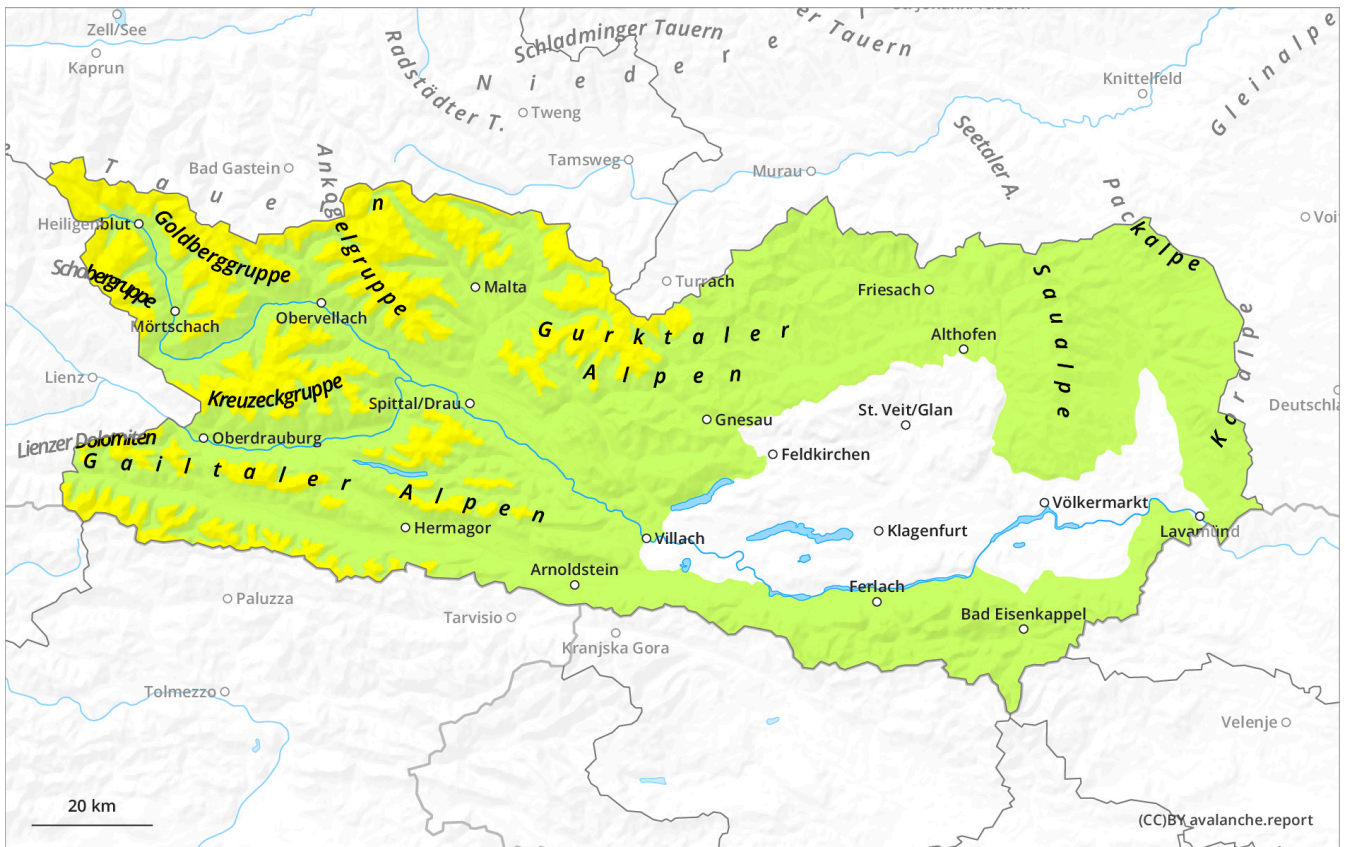 Zell/See
Kaprun
Schladminger Tauern
Niedere
Tauern
Radstädter T.
Tweng
Knittelfeld
Gleinalpe
Seetaler A.
Tamsweg
Murau
Bad Gastein
Ankogelgruppe
Tauern
Packalpe
Heiligenblut
Goldberggruppe
Schobergruppe
Mörtschach
Obervellach
Malta
Turrach
Friesach
Saualpe
Gurktaler
Alpen
Althofen
Koralpe
Lienz
Kreuzeckgruppe
Spittal/Drau
Gnesau
St. Veit/Glan
Lienzer Dolomiten
Oberdrauburg
Feldkirchen
Gailtaler Alpen
Hermagor
Villach
Klagenfurt
Völkermarkt
Lavamünd
Arnoldstein
Ferlach
Bad Eisenkappel
Paluzza
Tarvisio
Kranjska Gora
Tolmezzo
Velenje
20 km
(CC)BY avalanche.report